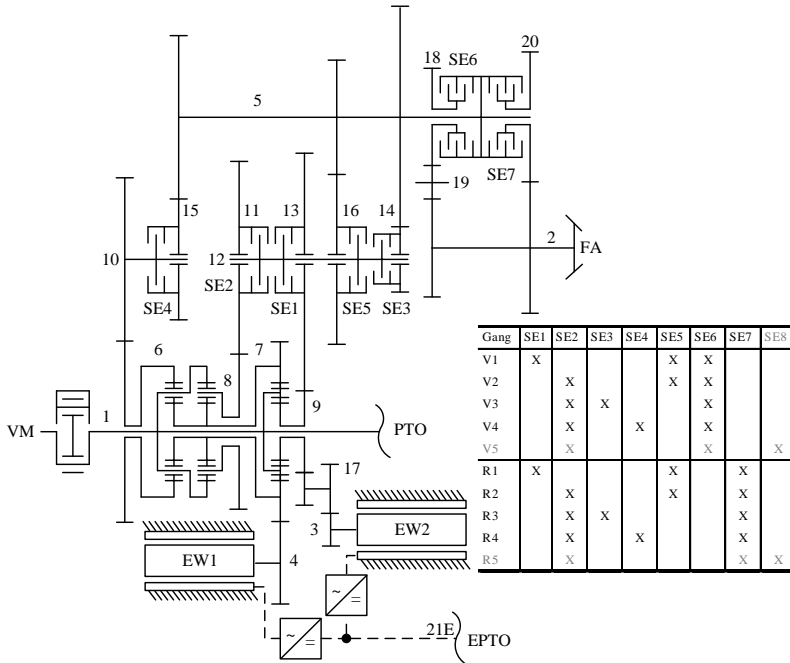 20
18
SE6
5
SE7
19
15
11
13
16
14
2
FA
10
12
SE4
SE2
SE1
SE5
SE3
6
7
8
9
1
VM
PTO
17
3
EW2
EW1
4
~
=
~
=
21E
EPTO
Gang SE1 SE2 SE3 SE4 SE5 SE6 SE7 SE8
V1 X X X
V2 X X X
V3 X X X
V4 X X X
V5 X X X
R1 X X X
R2 X X X
R3 X X X
R4 X X X
R5 X X X